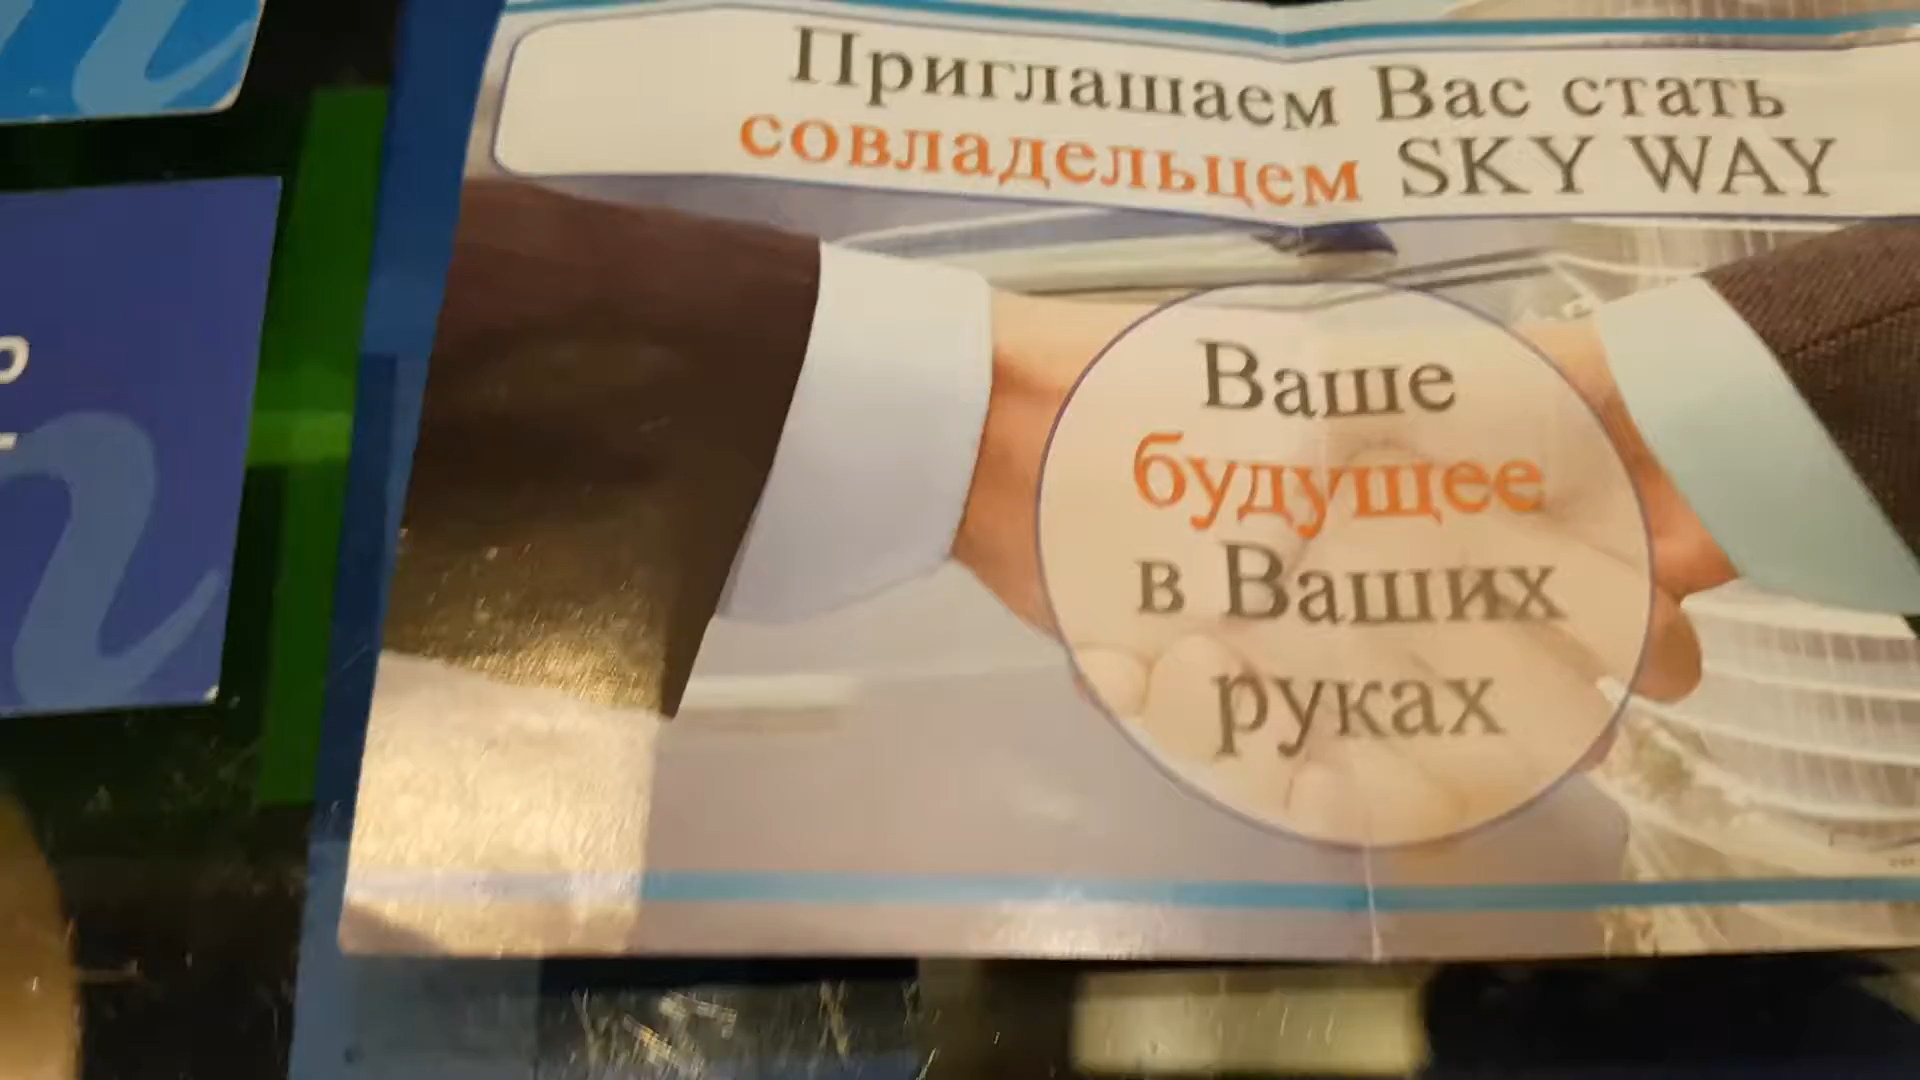 Приглашаем Вас стать
совладельцем SKY WAY
Ваше
будущее
в Ваших
руках